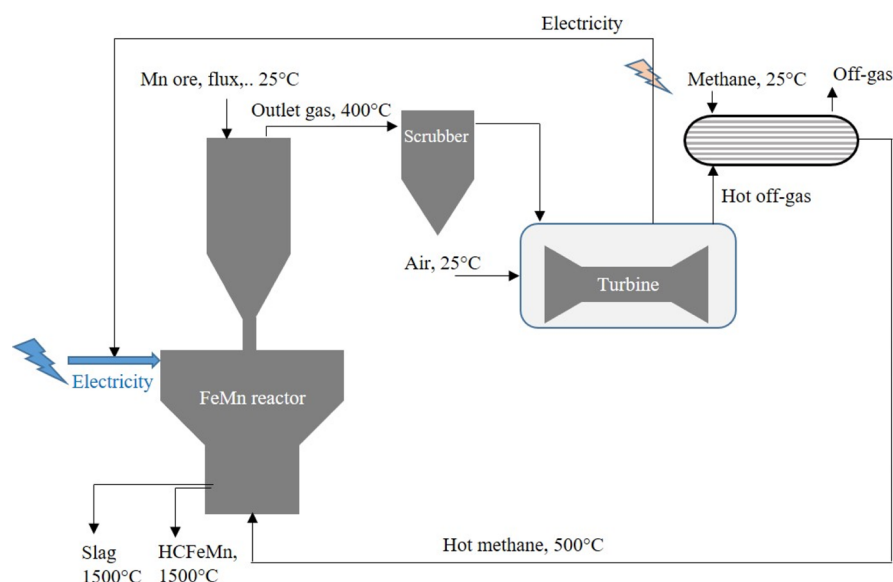 Electricity
Mn ore, flux,.. 25°C
Methane, 25°C
Off-gas
Outlet gas, 400°C
Scrubber
Hot off-gas
Air, 25°C
Turbine
Electricity
FeMn reactor
Hot methane, 500°C
Slag
1500°C
HCFeMn,
1500°C